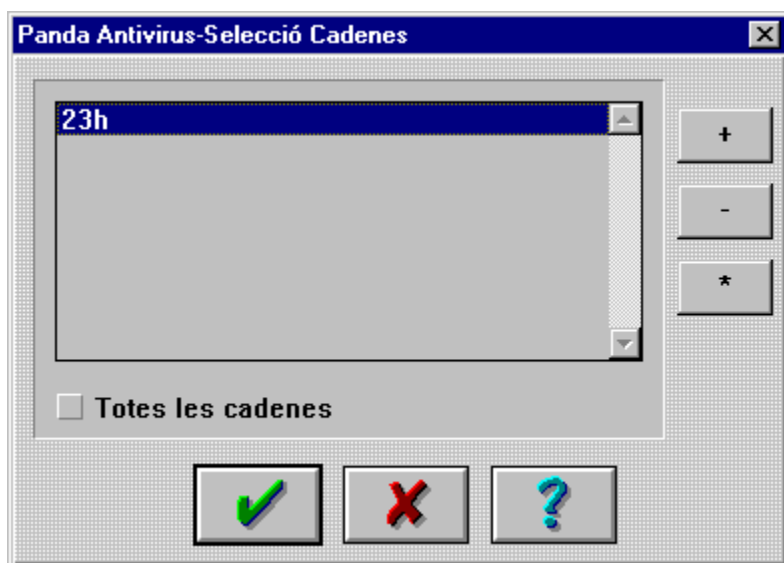 Panda Antivirus-Selecció Cadenes
23h
+
-
*
Totes les cadenes